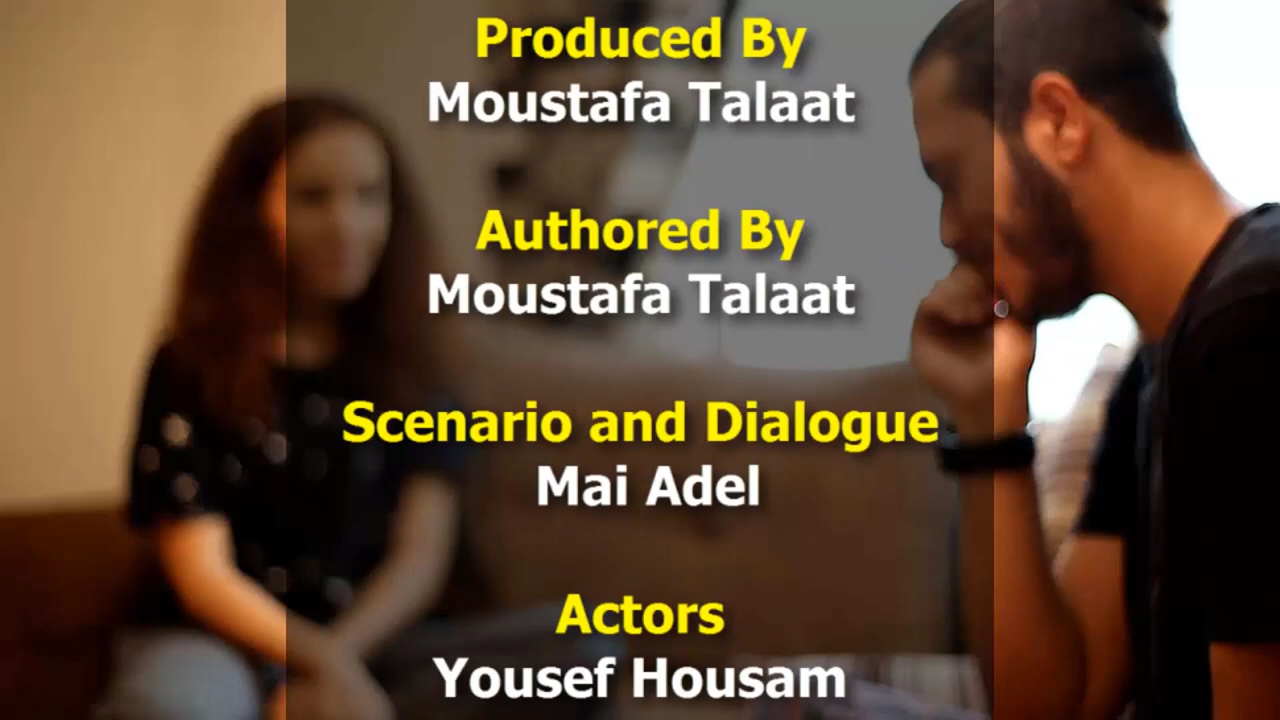 Produced By
Moustafa Talaat
Authored By
Moustafa Talaat
Scenario and Dialogue
Mai Adel
Actors
Yousef Housam